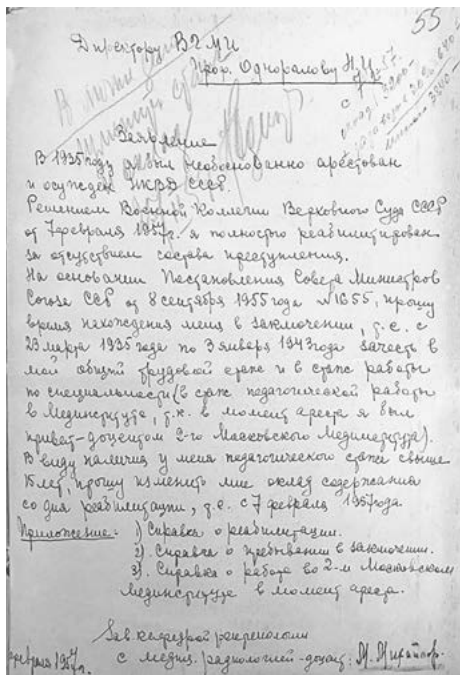 55
Директору ВГМИ
Проф. Одноралову Н.И.
Заявление
В 1935 году я был необоснованно арестован
и осужден НКВД СССР.
Решением Военной Коллегии Верховного Суда СССР
от 7 февраля 1957 г. я полностью реабилитирован
за отсутствием состава преступления.
На основании Постановления Совета Министров
Союза ССР от 8 сентября 1955 года №1655, прошу
время нахождения меня в заключении, т.е. с
23 марта 1935 года по 3 января 1943 года зачесть в
мой общий трудовой стаж и в стаж работы
по специальности (в стаж педагогической работы
в Мединституте, т.к. в момент ареста я был
приват-доцентом 2-го Московского Мединститута).
В виду наличия у меня педагогического стажа свыше
15 лет, прошу изменить мне оклад содержания
со дня реабилитации, т.е. с 7 февраля 1957 года.
Приложение: 1) Справка о реабилитации.
2). Справка о пребывании в заключении.
3). Справка о работе во 2-м Московском
Мединституте в момент ареста.
Зав. кафедрой рентгенологии
февраля 1957 г. с медиц. радиологией - доцент: